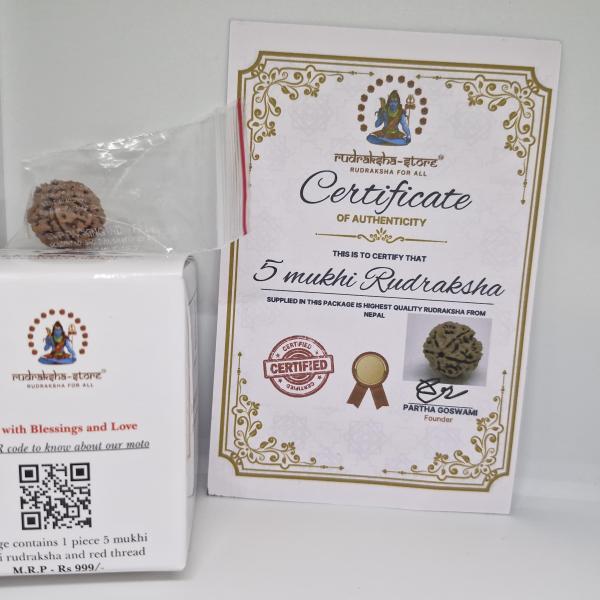 rudraksha-store
RUDRAKSHA FOR ALL
Certificate
OF AUTHENTICITY
THIS IS TO CERTIFY THAT
5 mukhi Rudraksha
SUPPLIED IN THIS PACKAGE IS HIGHEST QUALITY RUDRAKSHA FROM
NEPAL
CERTIFIED
CERTIFIED
CERTIFIED
PARTHA GOSWAMI
Founder
rudraksha-store
RUDRAKSHA FOR ALL
with Blessings and Love
code to know about our moto
contains 1 piece 5 mukhi
rudraksha and red thread
M.R.P - Rs 999/-